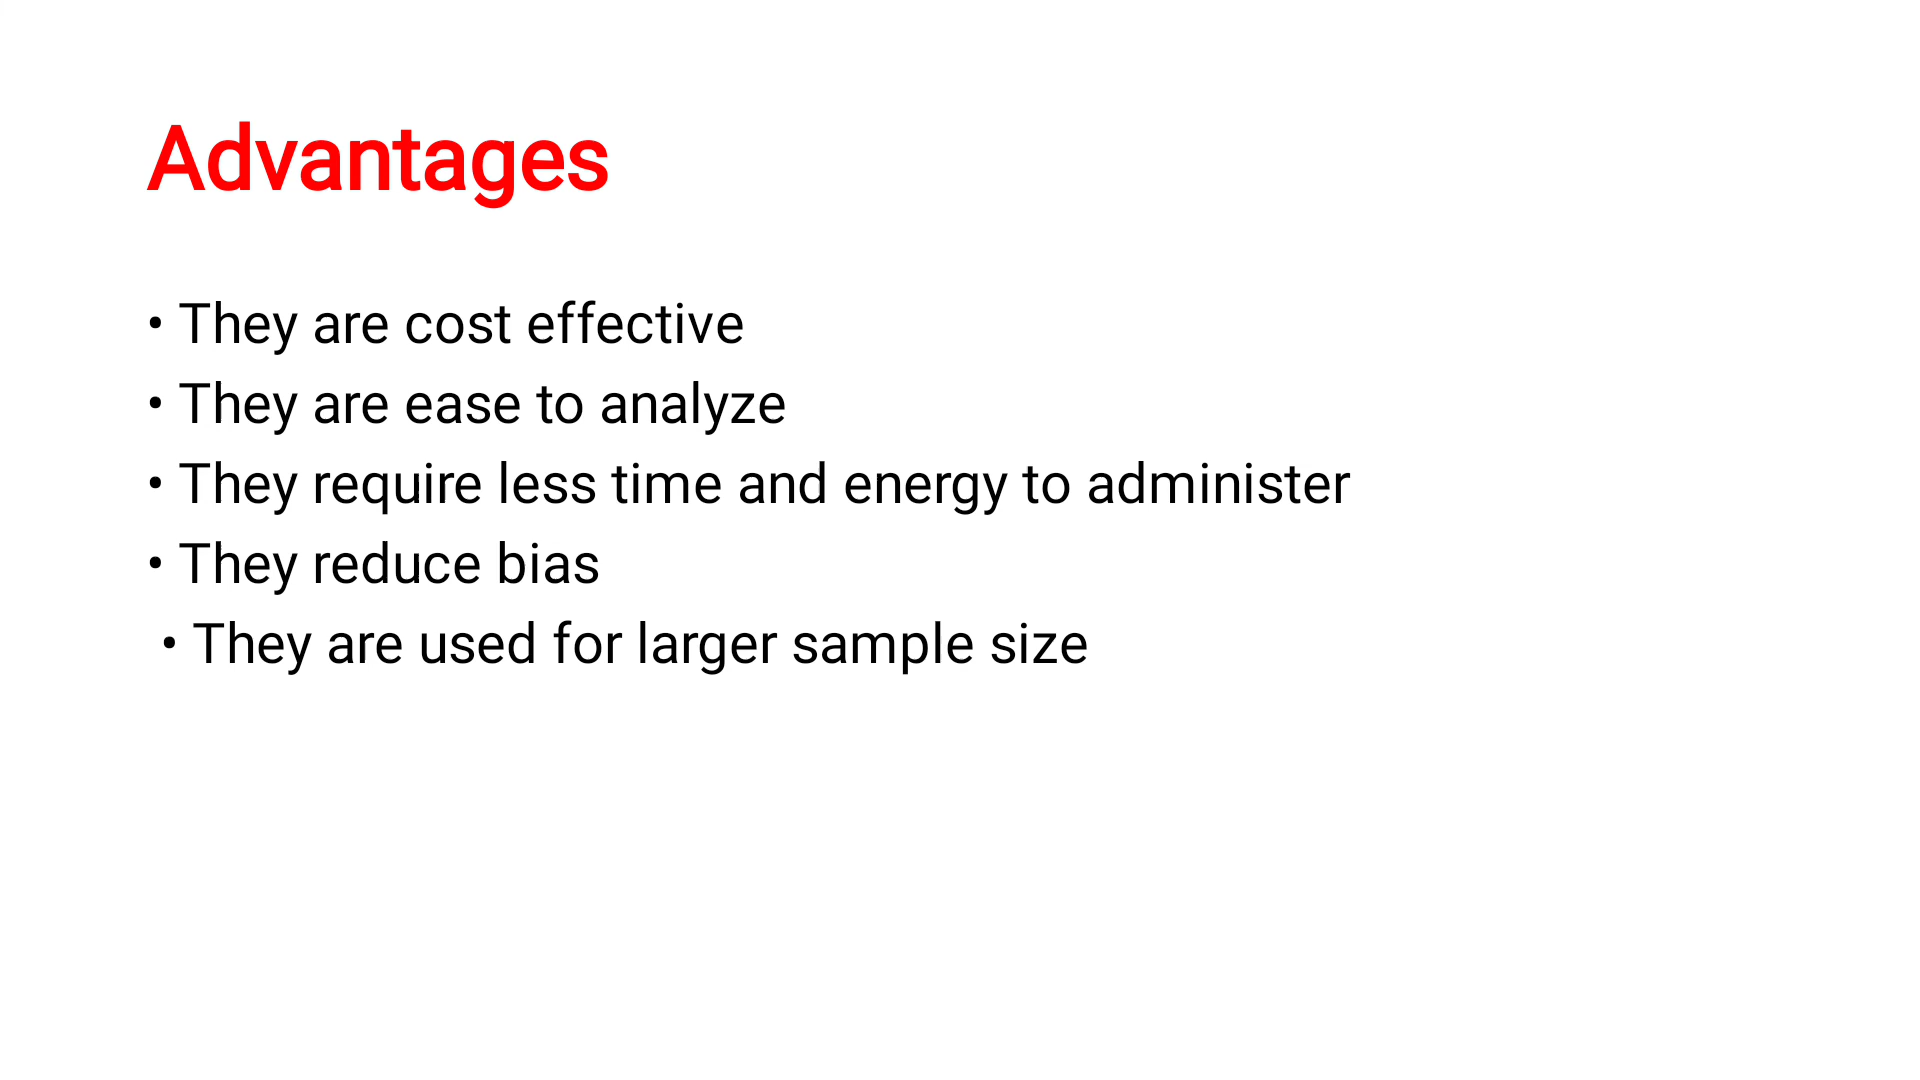 Advantages
• They are cost effective
• They are ease to analyze
• They require less time and energy to administer
• They reduce bias
• They are used for larger sample size